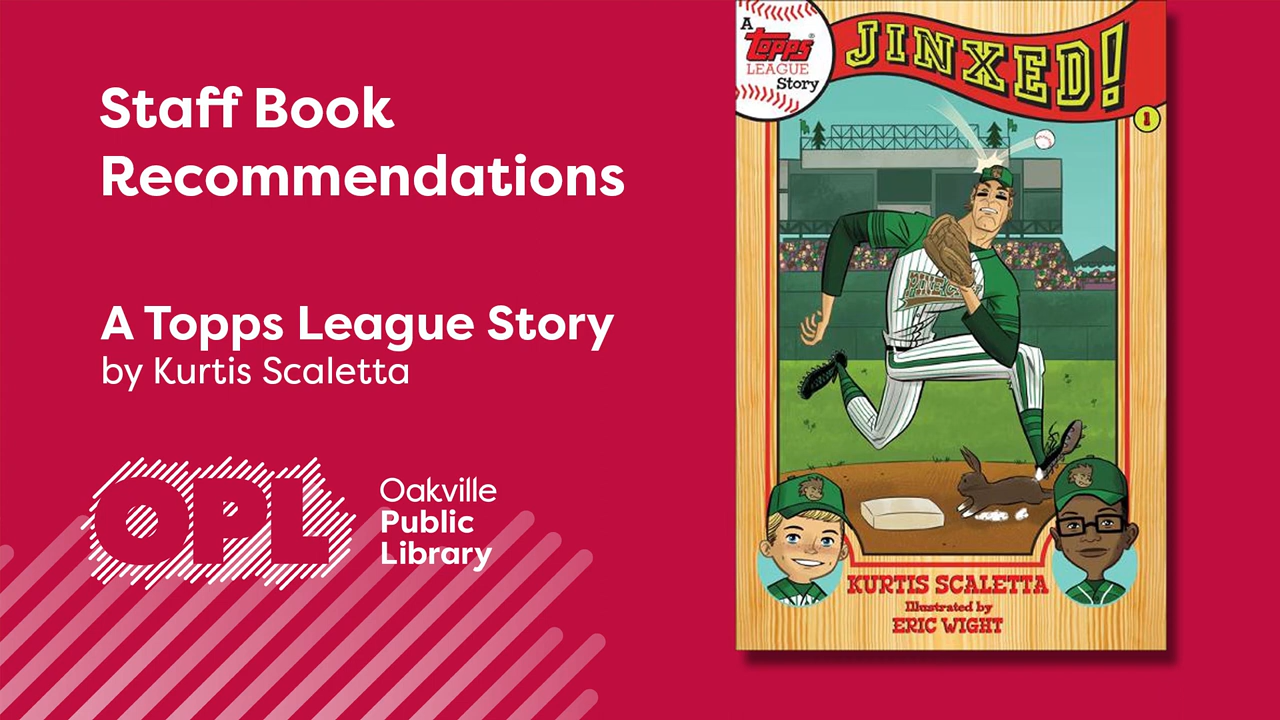 Staff Book
Recommendations
A Topps League Story
by Kurtis Scaletta
OPL
Oakville
Public
Library
A
Topps
LEAGUE
Story
JINXED!
1
KURTIS SCALETTA
Illustrated by
ERIC WIGHT